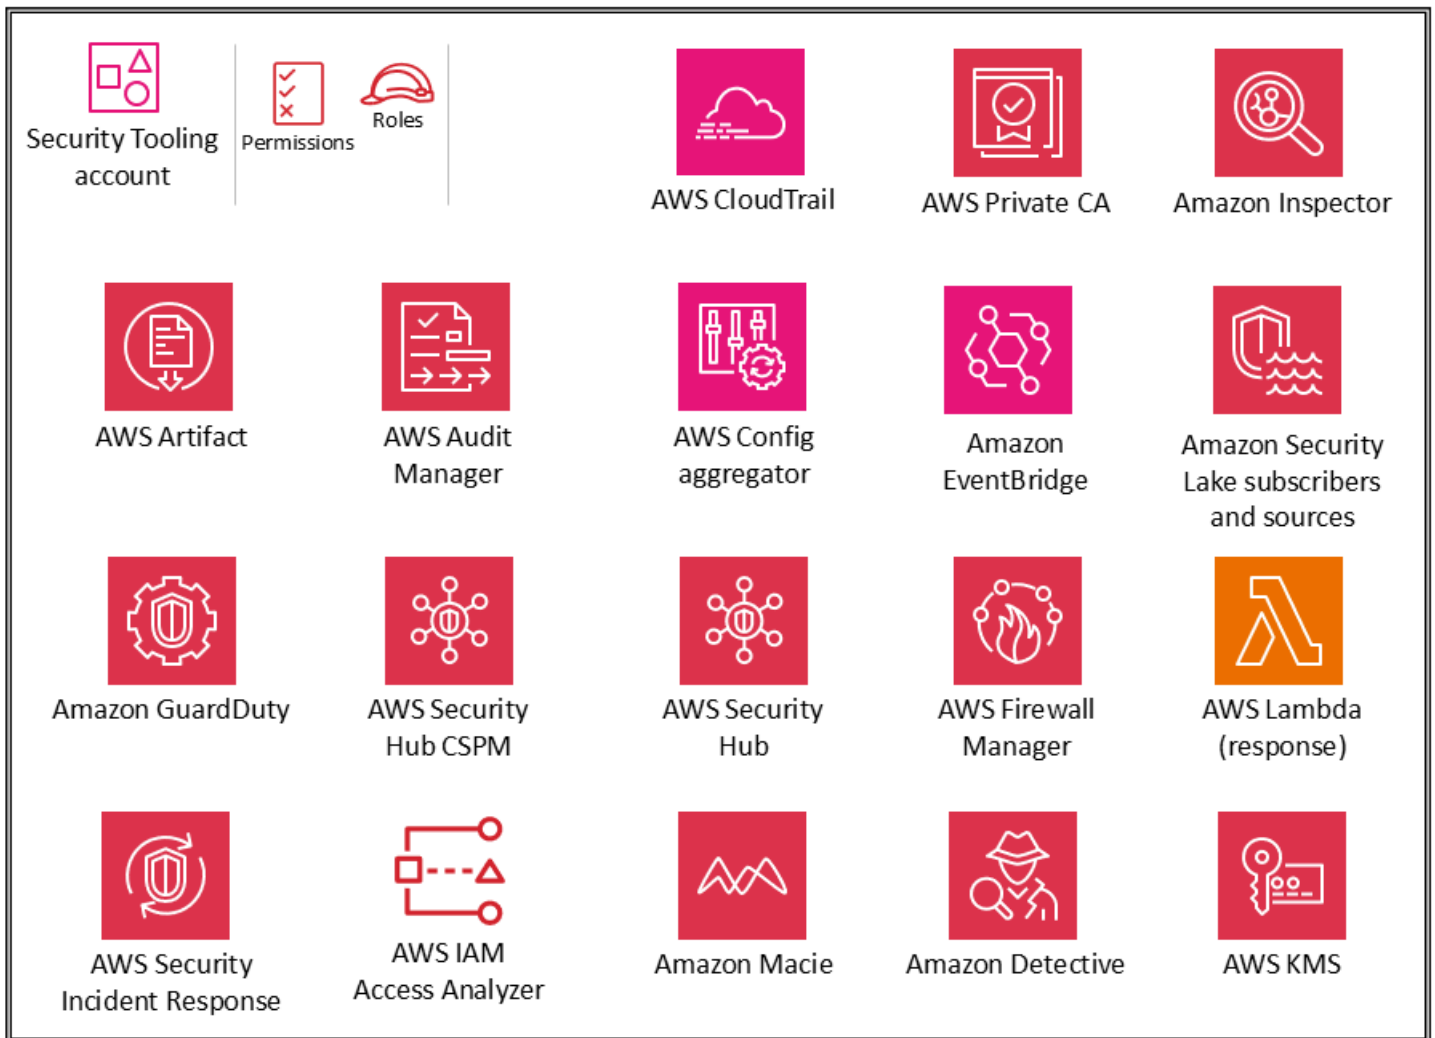 Security Tooling
account
Permissions
Roles
AWS CloudTrail
AWS Private CA
Amazon Inspector
AWS Artifact
AWS Audit
Manager
AWS Config
aggregator
Amazon
EventBridge
Amazon Security
Lake subscribers
and sources
Amazon GuardDuty
AWS Security
Hub CSPM
AWS Security
Hub
AWS Firewall
Manager
AWS Lambda
(response)
AWS Security
Incident Response
AWS IAM
Access Analyzer
Amazon Macie
Amazon Detective
AWS KMS